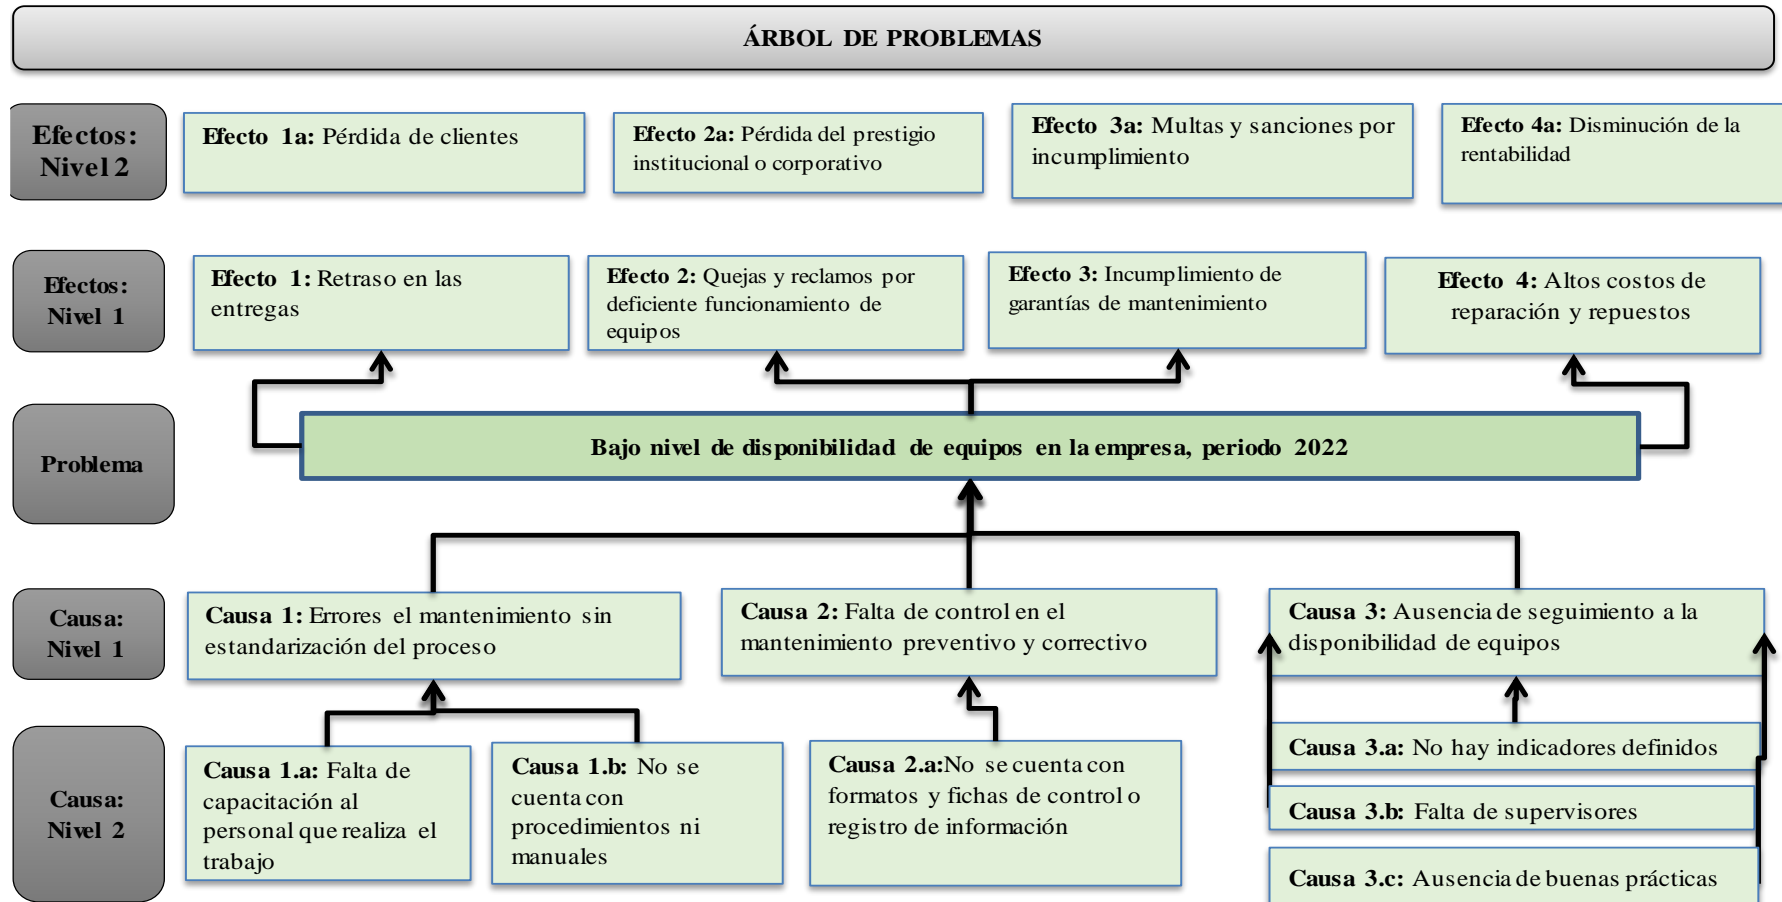 ÁRBOL DE PROBLEMAS
Efectos:
Nivel 2
Efecto 1a: Pérdida de clientes
Efecto 2a: Pérdida del prestigio
institucional o corporativo
Efecto 3a: Multas y sanciones por
incumplimiento
Efecto 4a: Disminución de la
rentabilidad
Efectos:
Nivel 1
Efecto 1: Retraso en las
entregas
Efecto 2: Quejas y reclamos por
deficiente funcionamiento de
equipos
Efecto 3: Incumplimiento de
garantías de mantenimiento
Efecto 4: Altos costos de
reparación y repuestos
Problema
Bajo nivel de disponibilidad de equipos en la empresa, periodo 2022
Causa:
Nivel 1
Causa 1: Errores el mantenimiento sin
estandarización del proceso
Causa 2: Falta de control en el
mantenimiento preventivo y correctivo
Causa 3: Ausencia de seguimiento a la
disponibilidad de equipos
Causa:
Nivel 2
Causa 1.a: Falta de
capacitación al
personal que realiza el
trabajo
Causa 1.b: No se
cuenta con
procedimientos ni
manuales
Causa 2.a:No se cuenta con
formatos y fichas de control o
registro de información
Causa 3.a: No hay indicadores definidos
Causa 3.b: Falta de supervisores
Causa 3.c: Ausencia de buenas prácticas